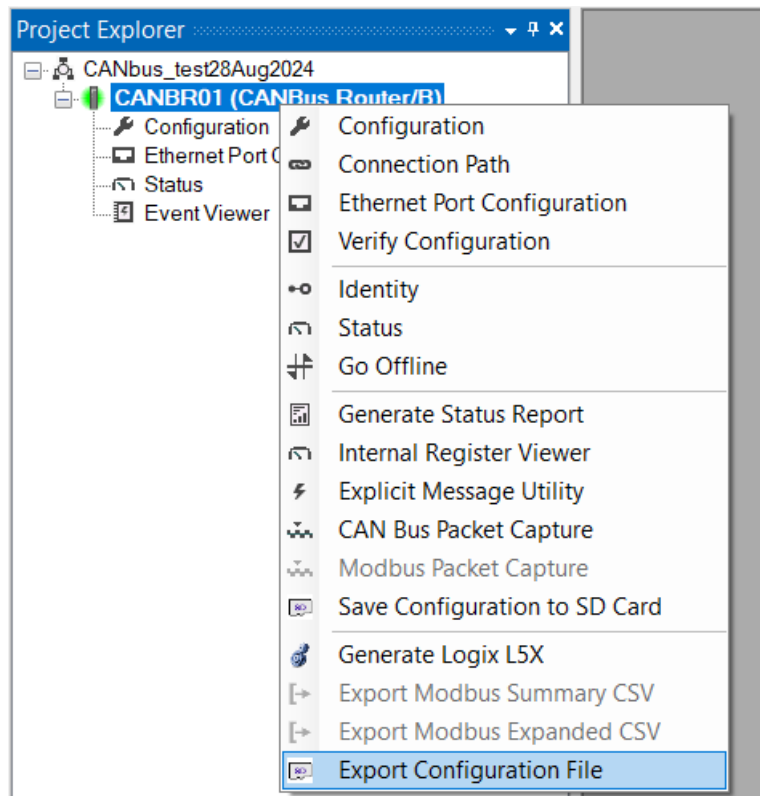 Project Explorer
CANbus_test28Aug2024
CANBR01 (CANBus Router/B)
Configuration
Ethernet Port C
Status
Event Viewer
Configuration
Connection Path
Ethernet Port Configuration
Verify Configuration
Identity
Status
Go Offline
Generate Status Report
Internal Register Viewer
Explicit Message Utility
CAN Bus Packet Capture
Modbus Packet Capture
Save Configuration to SD Card
Generate Logix L5X
Export Modbus Summary CSV
Export Modbus Expanded CSV
Export Configuration File